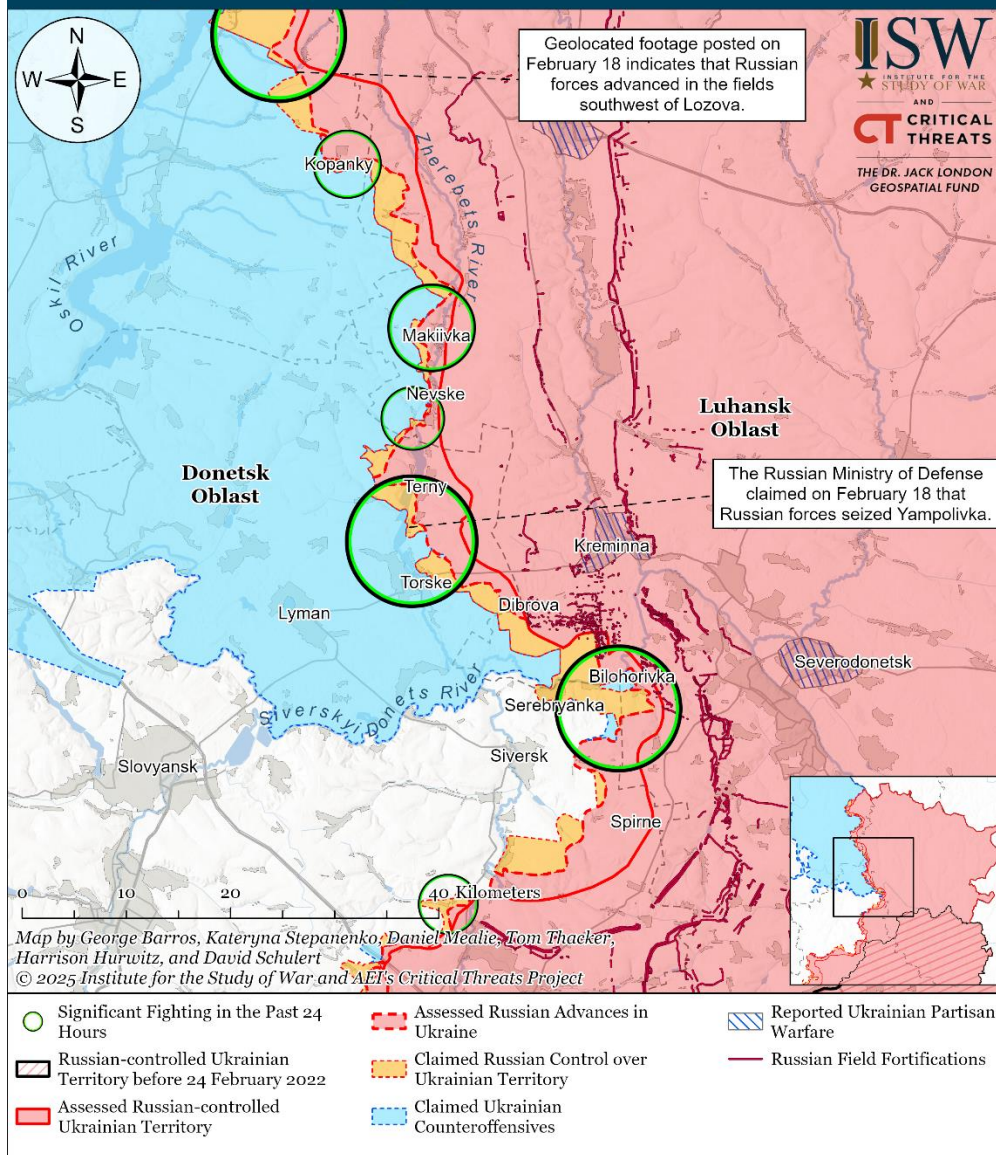 N
W
E
S
Geolocated footage posted on
February 18 indicates that Russian
forces advanced in the fields
southwest of Lozova.
ISW
INSTITUTE FOR THE
STUDY OF WAR
AND
CT CRITICAL
THREATS
THE DR. JACK LONDON
GEOSPATIAL FUND
Kopanky
Zherebets River
Oskil River
Makiivka
Nevske
Luhansk
Oblast
Donetsk
Oblast
The Russian Ministry of Defense
claimed on February 18 that
Russian forces seized Yampolivka.
Terny
Kreminna
Torske
Dibrova
Lyman
Bilohorivka
Severodonetsk
Serebryanka
Siverskyi Donets River
Siversk
Slovyansk
Spirne
0 10 20 40 Kilometers
Map by George Barros, Kateryna Stepanenko, Daniel Mealie, Tom Thacker,
Harrison Hurwitz, and David Schulert
© 2025 Institute for the Study of War and AEI's Critical Threats Project
Significant Fighting in the Past 24
Hours
Russian-controlled Ukrainian
Territory before 24 February 2022
Assessed Russian-controlled
Ukrainian Territory
Assessed Russian Advances in
Ukraine
Claimed Russian Control over
Ukrainian Territory
Claimed Ukrainian
Counteroffensives
Reported Ukrainian Partisan
Warfare
Russian Field Fortifications